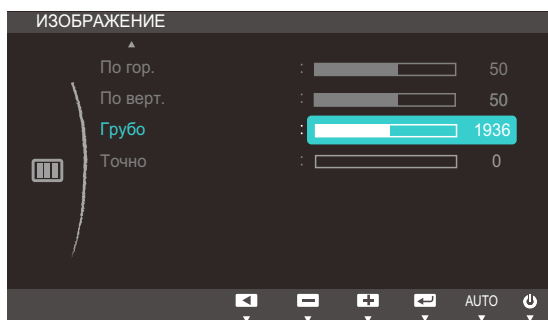 ИЗОБРАЖЕНИЕ
По гор. : 50
По верт. : 50
Грубо : 1936
Точно : 0
AUTO